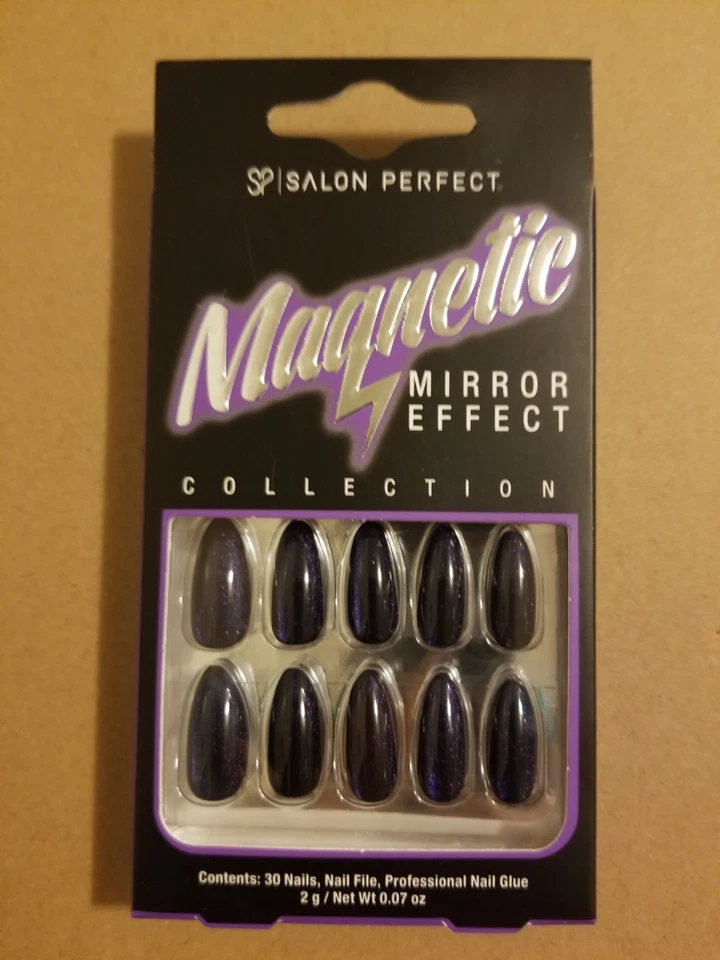 SP | SALON PERFECT
Magnetic
MIRROR
EFFECT
COLLECTION
Contents: 30 Nails, Nail File, Professional Nail Glue
2 g / Net Wt 0.07 oz